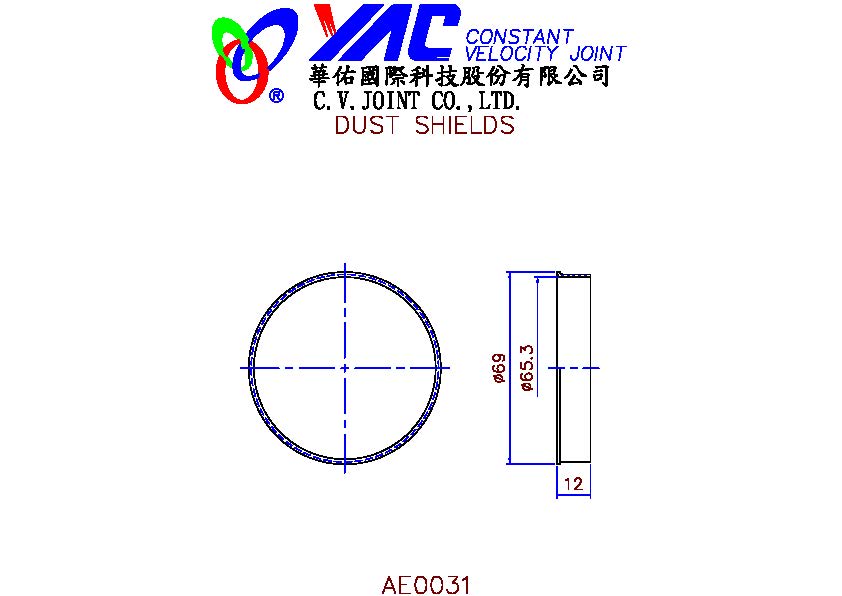 YAC CONSTANT
VELOCITY JOINT
®
華佑國際科技股份有限公司
C.V.JOINT CO.,LTD.
DUST SHIELDS
ø69
ø65.3
12
AE0031